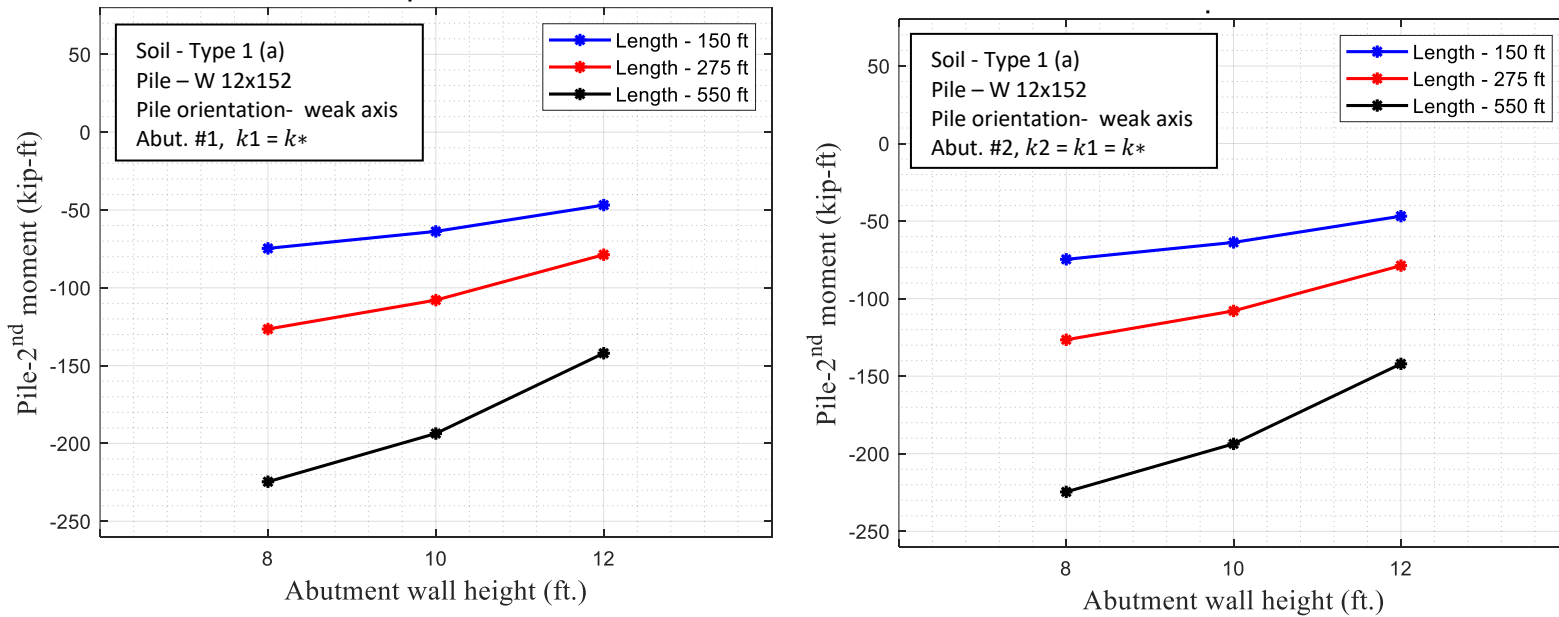 Soil - Type 1 (a)
Pile – W 12x152
Pile orientation- weak axis
Abut. #1, k1 = k*
Length - 150 ft
Length - 275 ft
Length - 550 ft
50
0
-50
-100
-150
-200
-250
8
10
12
Pile-2nd moment (kip-ft)
Abutment wall height (ft.)
Soil - Type 1 (a)
Pile – W 12x152
Pile orientation- weak axis
Abut. #2, k2 = k1 = k*
Length - 150 ft
Length - 275 ft
Length - 550 ft
50
0
-50
-100
-150
-200
-250
8
10
12
Pile-2nd moment (kip-ft)
Abutment wall height (ft.)